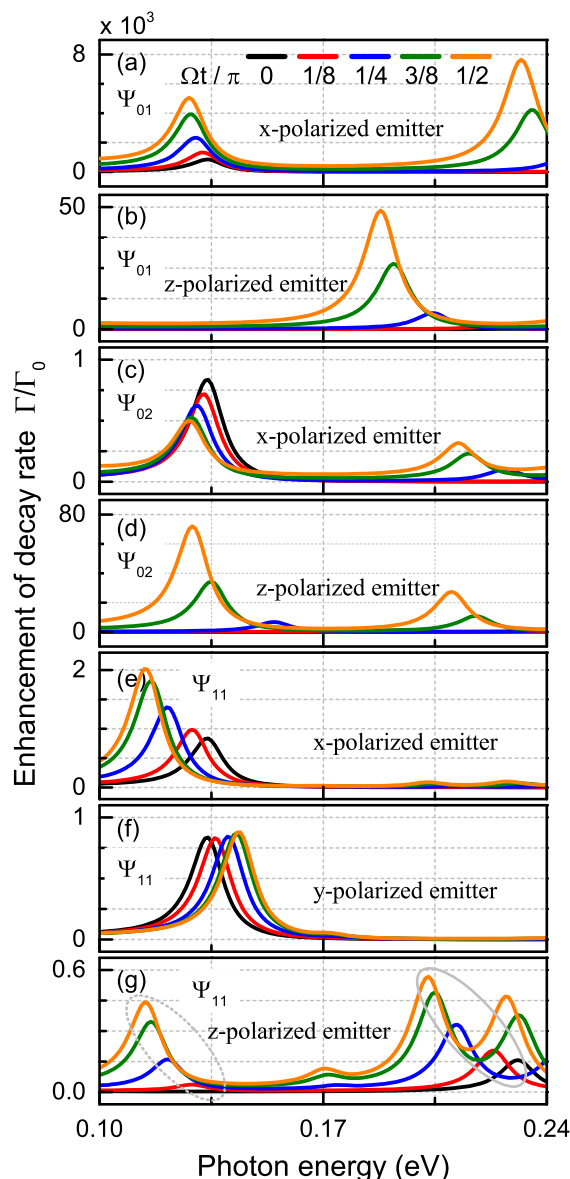 x 10³
8
(a)
Ωt / π 0 1/8 1/4 3/8 1/2
Ψ01
x-polarized emitter
0
50
(b)
Ψ01
z-polarized emitter
0
1
(c)
Ψ02
x-polarized emitter
0
80
(d)
Ψ02
z-polarized emitter
0
2
(e)
Ψ11
x-polarized emitter
0
1
(f)
Ψ11
y-polarized emitter
0
0.6
(g)
Ψ11
z-polarized emitter
0.0
0.10 0.17 0.24
Photon energy (eV)
Enhancement of decay rate Γ/Γ0